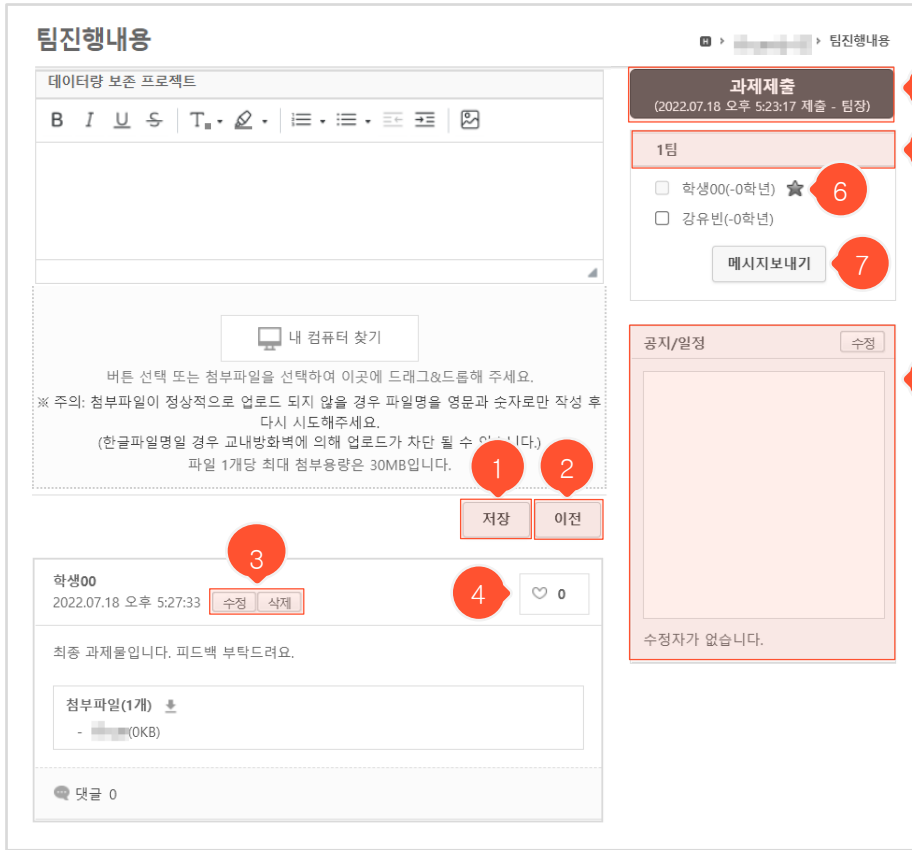 팀진행내용
H > > 팀진행내용
데이터량 보존 프로젝트
B I U S T
내 컴퓨터 찾기
버튼 선택 또는 첨부파일을 선택하여 이곳에 드래그&드롭해 주세요.
※ 주의: 첨부파일이 정상적으로 업로드 되지 않을 경우 파일명을 영문과 숫자로만 작성 후
다시 시도해주세요.
(한글파일명일 경우 교내방화벽에 의해 업로드가 차단 될 수 있습니다.)
파일 1개당 최대 첨부용량은 30MB입니다.
1 2
저장 이전
3
학생00
2022.07.18 오후 5:27:33 수정 삭제
4 0
최종 과제물입니다. 피드백 부탁드려요.
첨부파일(1개)
- (0KB)
댓글 0
과제제출
(2022.07.18 오후 5:23:17 제출 - 팀장)
1팀
학생00(-0학년) 6
강유빈(-0학년)
메시지보내기 7
공지/일정 수정
수정자가 없습니다.